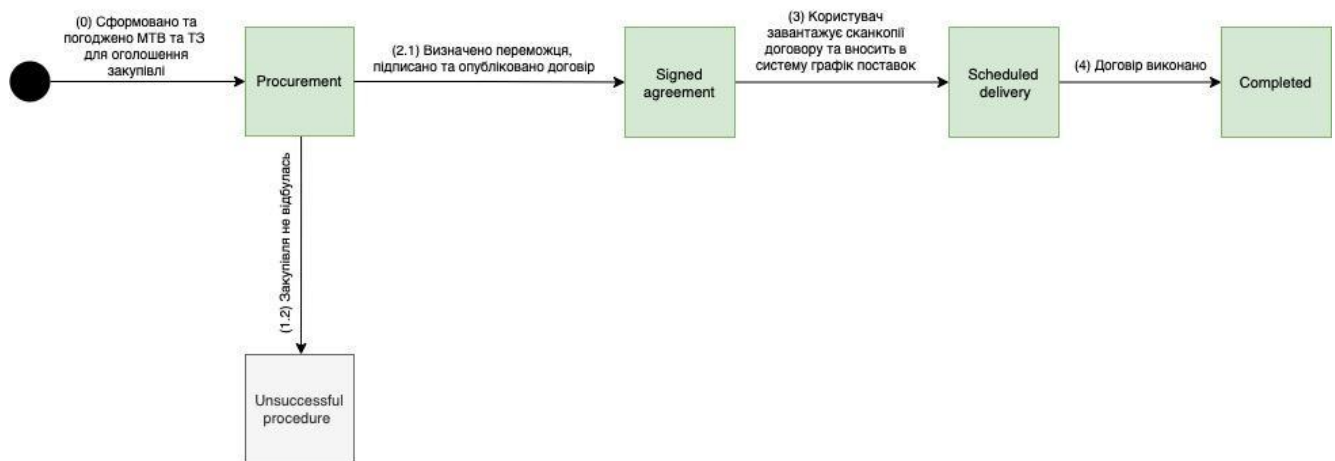 (0) Сформовано та
погоджено МТВ та ТЗ
для оголошення
закупівлі
Procurement
(2.1) Визначено переможця,
підписано та опубліковано договір
Signed
agreement
(3) Користувач
завантажує сканкопії
договору та вносить в
систему графік поставок
Scheduled
delivery
(4) Договір виконано
Completed
(1.2) Закупівля не відбулась
Unsuccessful
procedure